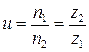 u = n₁/n₂ = z₂/z₁